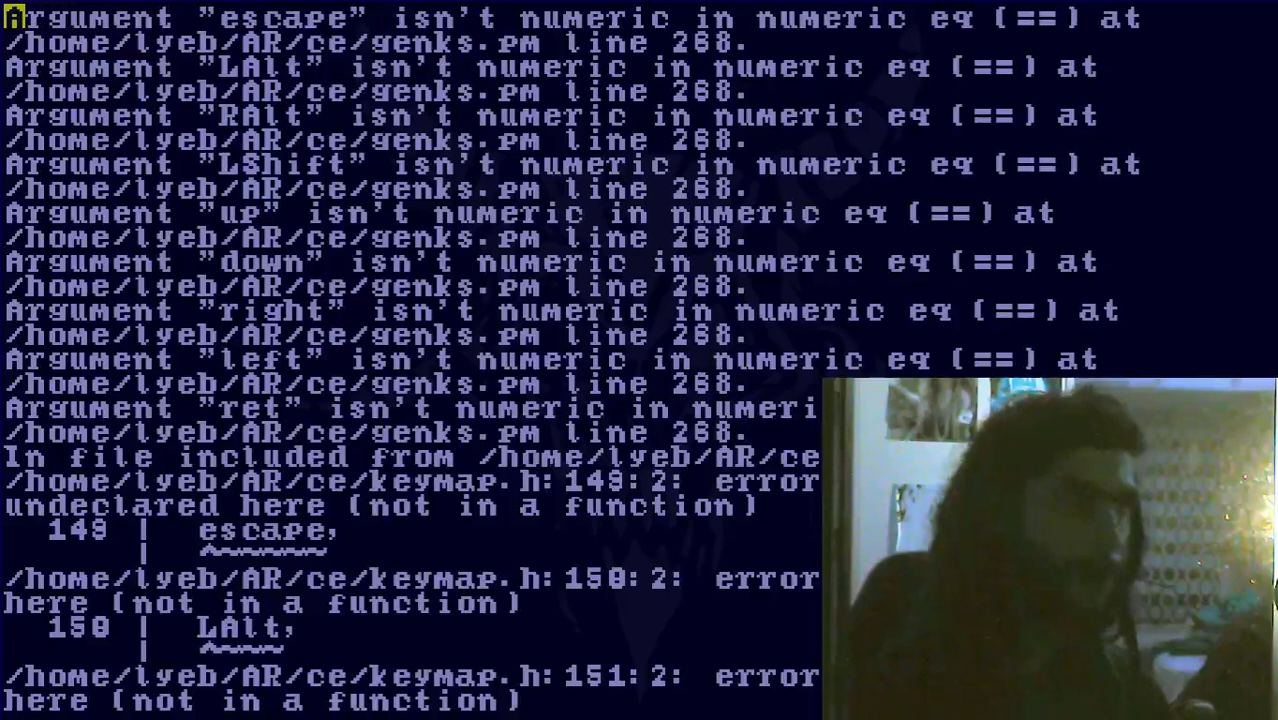 Argument "escape" isn't numeric in numeric eq (==) at
/home/lyeb/AR/ce/genks.pm line 268.
Argument "LAlt" isn't numeric in numeric eq (==) at
/home/lyeb/AR/ce/genks.pm line 268.
Argument "RAlt" isn't numeric in numeric eq (==) at
/home/lyeb/AR/ce/genks.pm line 268.
Argument "LShift" isn't numeric in numeric eq (==) at
/home/lyeb/AR/ce/genks.pm line 268.
Argument "up" isn't numeric in numeric eq (==) at
/home/lyeb/AR/ce/genks.pm line 268.
Argument "down" isn't numeric in numeric eq (==) at
/home/lyeb/AR/ce/genks.pm line 268.
Argument "right" isn't numeric in numeric eq (==) at
/home/lyeb/AR/ce/genks.pm line 268.
Argument "left" isn't numeric in numeric eq (==) at
/home/lyeb/AR/ce/genks.pm line 268.
Argument "ret" isn't numeric in numeri
/home/lyeb/AR/ce/genks.pm line 268.
In file included from /home/lyeb/AR/ce
/home/lyeb/AR/ce/keymap.h:149:2: error
undeclared here (not in a function)
149 | escape,
| ^~~~~~
/home/lyeb/AR/ce/keymap.h:150:2: error
here (not in a function)
150 | LAlt,
| ^~~~
/home/lyeb/AR/ce/keymap.h:151:2: error
here (not in a function)